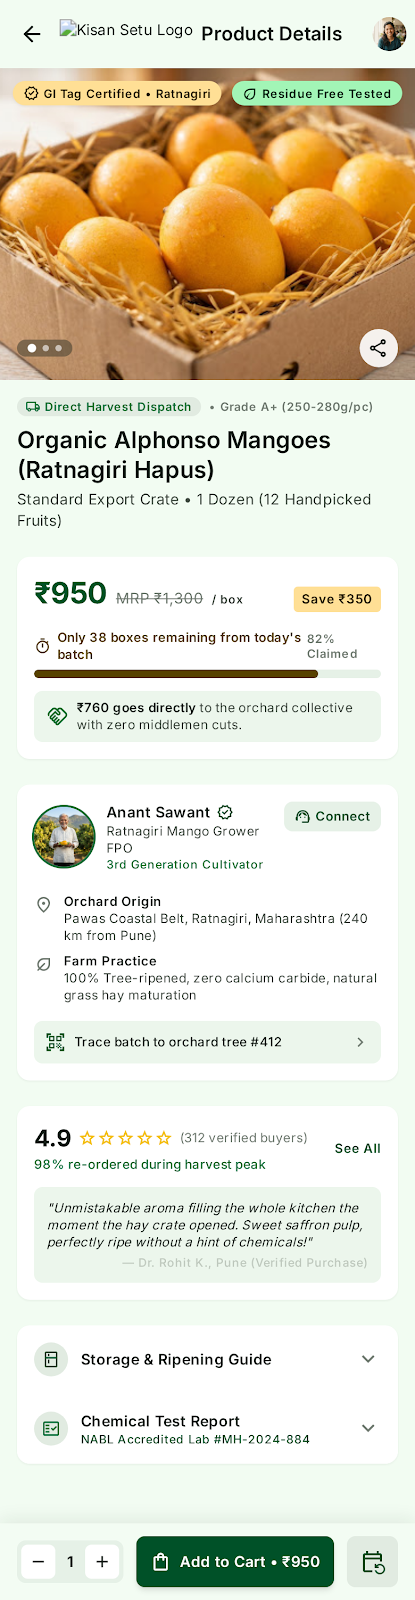 Kisan Setu Logo Product Details
GI Tag Certified • Ratnagiri
Residue Free Tested
Direct Harvest Dispatch • Grade A+ (250-280g/pc)
Organic Alphonso Mangoes
(Ratnagiri Hapus)
Standard Export Crate • 1 Dozen (12 Handpicked
Fruits)
₹950 MRP ₹1,300 / box Save ₹350
Only 38 boxes remaining from today's
batch
82%
Claimed
₹760 goes directly to the orchard collective
with zero middlemen cuts.
Anant Sawant
Ratnagiri Mango Grower
FPO
3rd Generation Cultivator
Connect
Orchard Origin
Pawas Coastal Belt, Ratnagiri, Maharashtra (240
km from Pune)
Farm Practice
100% Tree-ripened, zero calcium carbide, natural
grass hay maturation
Trace batch to orchard tree #412
4.9 (312 verified buyers)
98% re-ordered during harvest peak
See All
"Unmistakable aroma filling the whole kitchen the
moment the hay crate opened. Sweet saffron pulp,
perfectly ripe without a hint of chemicals!"
— Dr. Rohit K., Pune (Verified Purchase)
Storage & Ripening Guide
Chemical Test Report
NABL Accredited Lab #MH-2024-884
− 1 + Add to Cart • ₹950